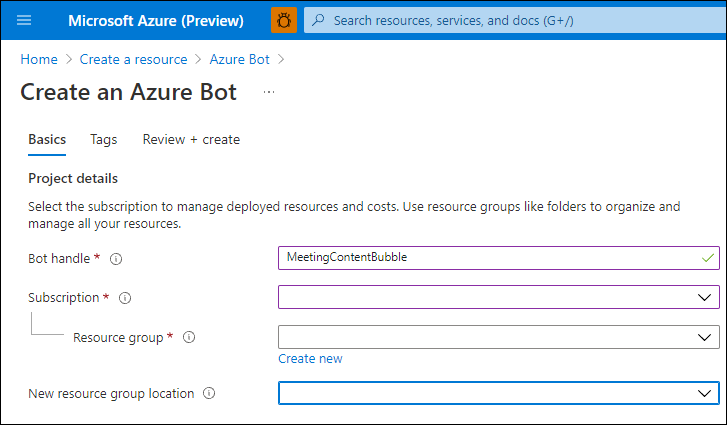 Microsoft Azure (Preview)
Search resources, services, and docs (G+/)
Home > Create a resource > Azure Bot >
Create an Azure Bot ...
Basics Tags Review + create
Project details
Select the subscription to manage deployed resources and costs. Use resource groups like folders to organize and
manage all your resources.
Bot handle * MeetingContentBubble
Subscription *
Resource group *
Create new
New resource group location